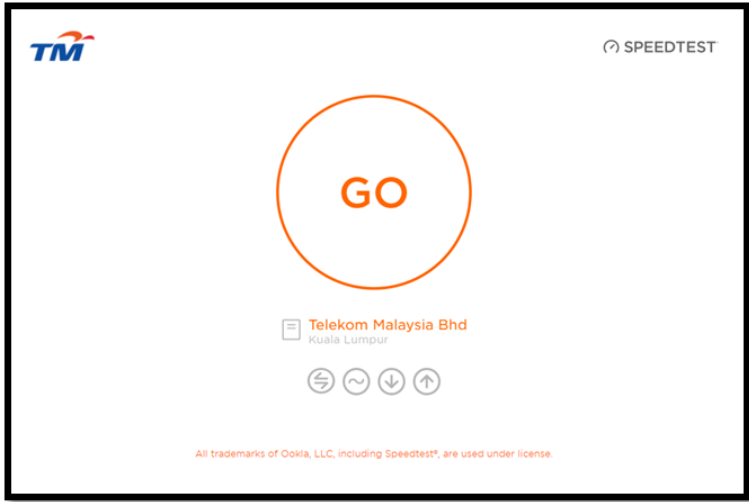 TM
SPEEDTEST
GO
Telekom Malaysia Bhd
Kuala Lumpur
All trademarks of Ookla, LLC, including Speedtest®, are used under license.